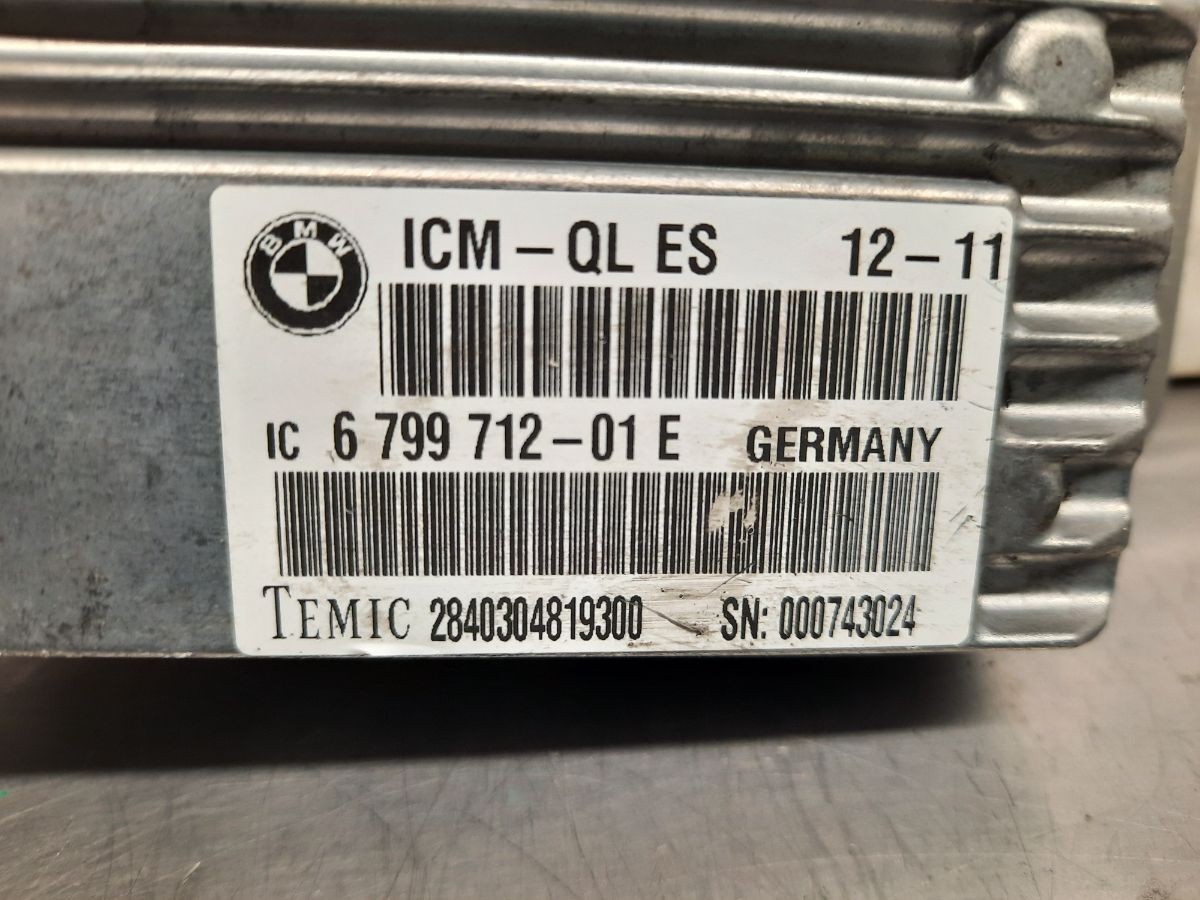 BMW
ICM - QL ES 12 - 11
IC 6 799 712 - 01 E GERMANY
TEMIC 2840304819300 SN: 000743024